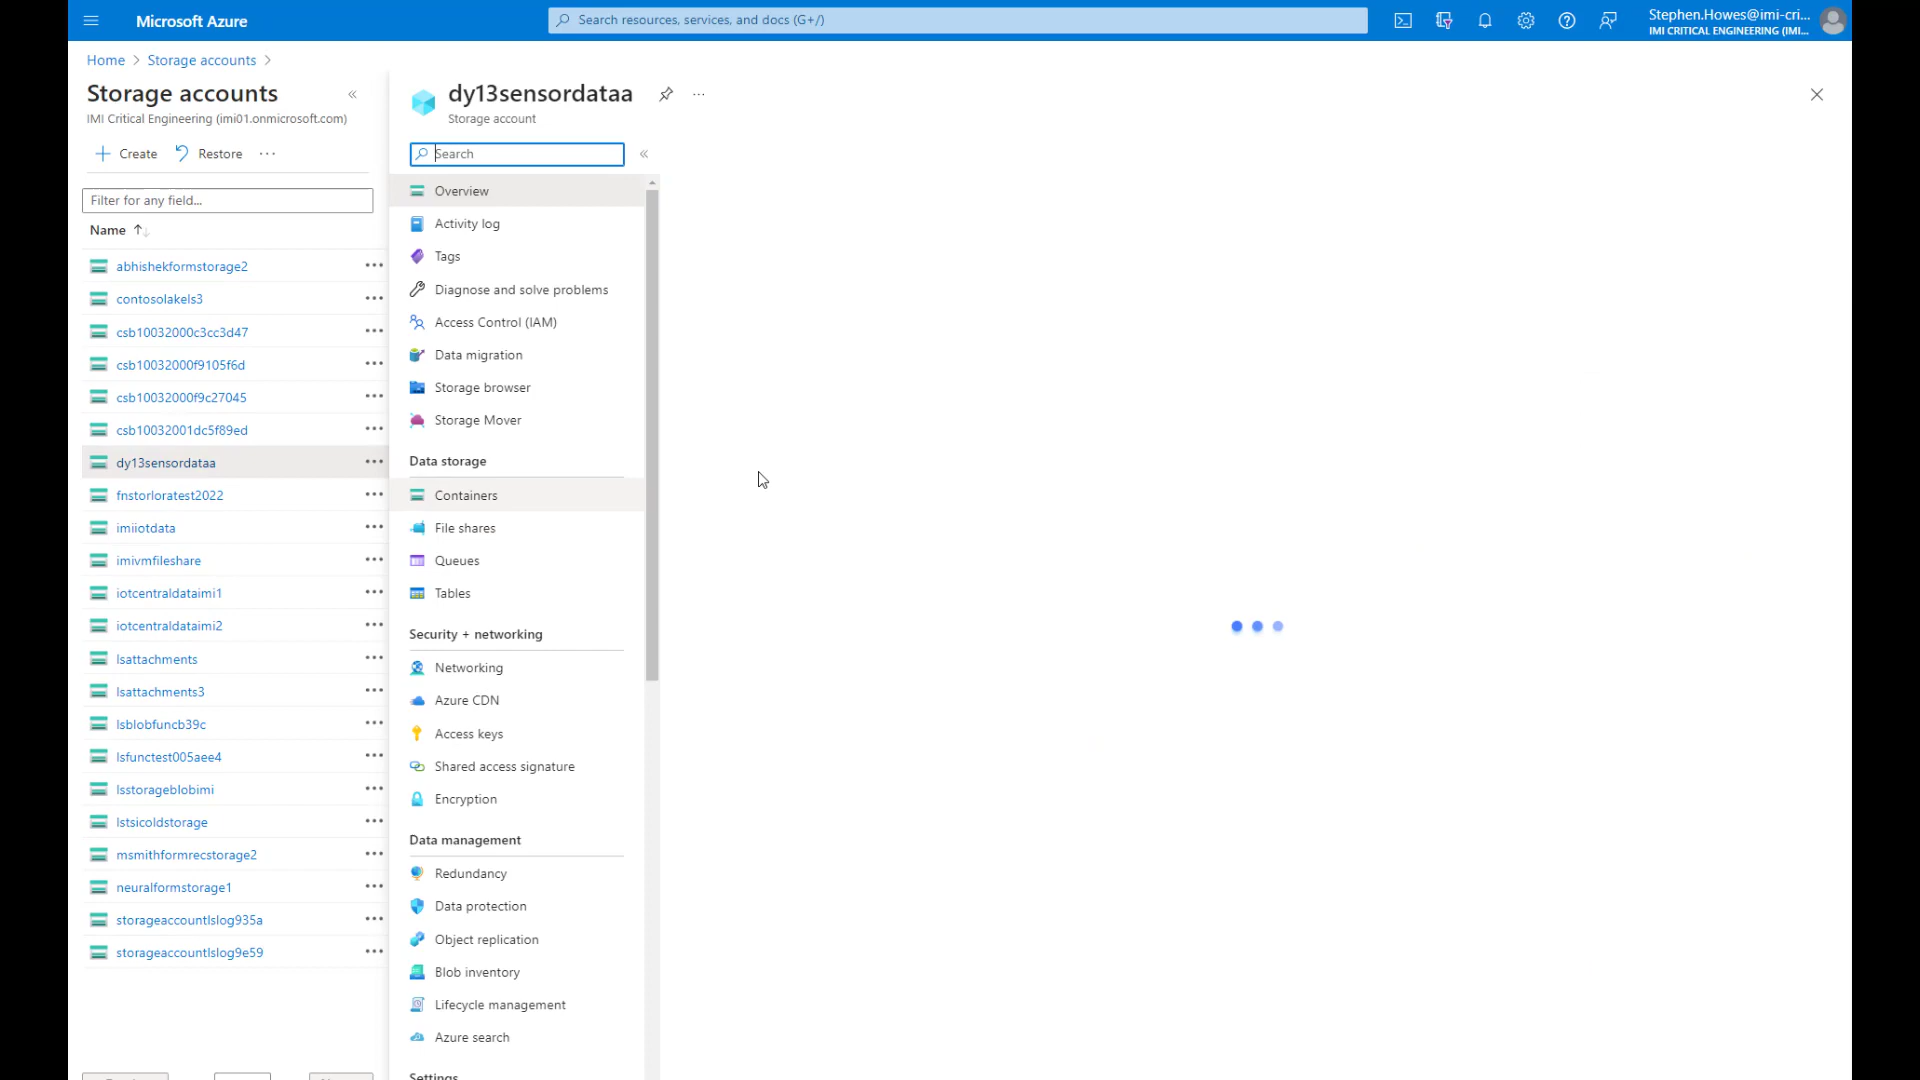 Microsoft Azure
Search resources, services, and docs (G+/)
Stephen.Howes@imi-cri...
IMI CRITICAL ENGINEERING (IMI...
Home > Storage accounts >
Storage accounts
IMI Critical Engineering (imi01.onmicrosoft.com)
+ Create Restore ...
Filter for any field...
Name ↑↓
abhishekformstorage2
contosolakels3
csb10032000c3cc3d47
csb10032000f9105f6d
csb10032000f9c27045
csb10032001dc5f89ed
dy13sensordataa
fnstorloratest2022
imiiotdata
imivmfileshare
iotcentraldataimi1
iotcentraldataimi2
lsattachments
lsattachments3
lsblobfuncb39c
lsfunctest005aee4
lsstorageblobimi
lstsicoldstorage
msmithformrecstorage2
neuralformstorage1
storageaccountlslog935a
storageaccountlslog9e59
dy13sensordataa
Storage account
Search
Overview
Activity log
Tags
Diagnose and solve problems
Access Control (IAM)
Data migration
Storage browser
Storage Mover
Data storage
Containers
File shares
Queues
Tables
Security + networking
Networking
Azure CDN
Access keys
Shared access signature
Encryption
Data management
Redundancy
Data protection
Object replication
Blob inventory
Lifecycle management
Azure search
Settings